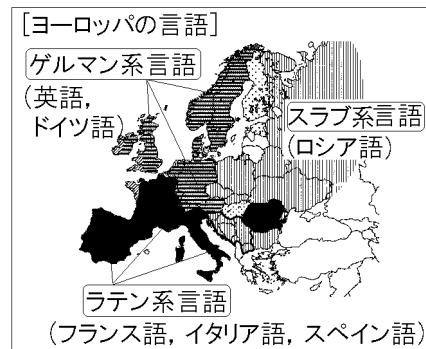 [ヨーロッパの言語]
ゲルマン系言語
(英語,
ドイツ語)
スラブ系言語
(ロシア語)
ラテン系言語
(フランス語, イタリア語, スペイン語)